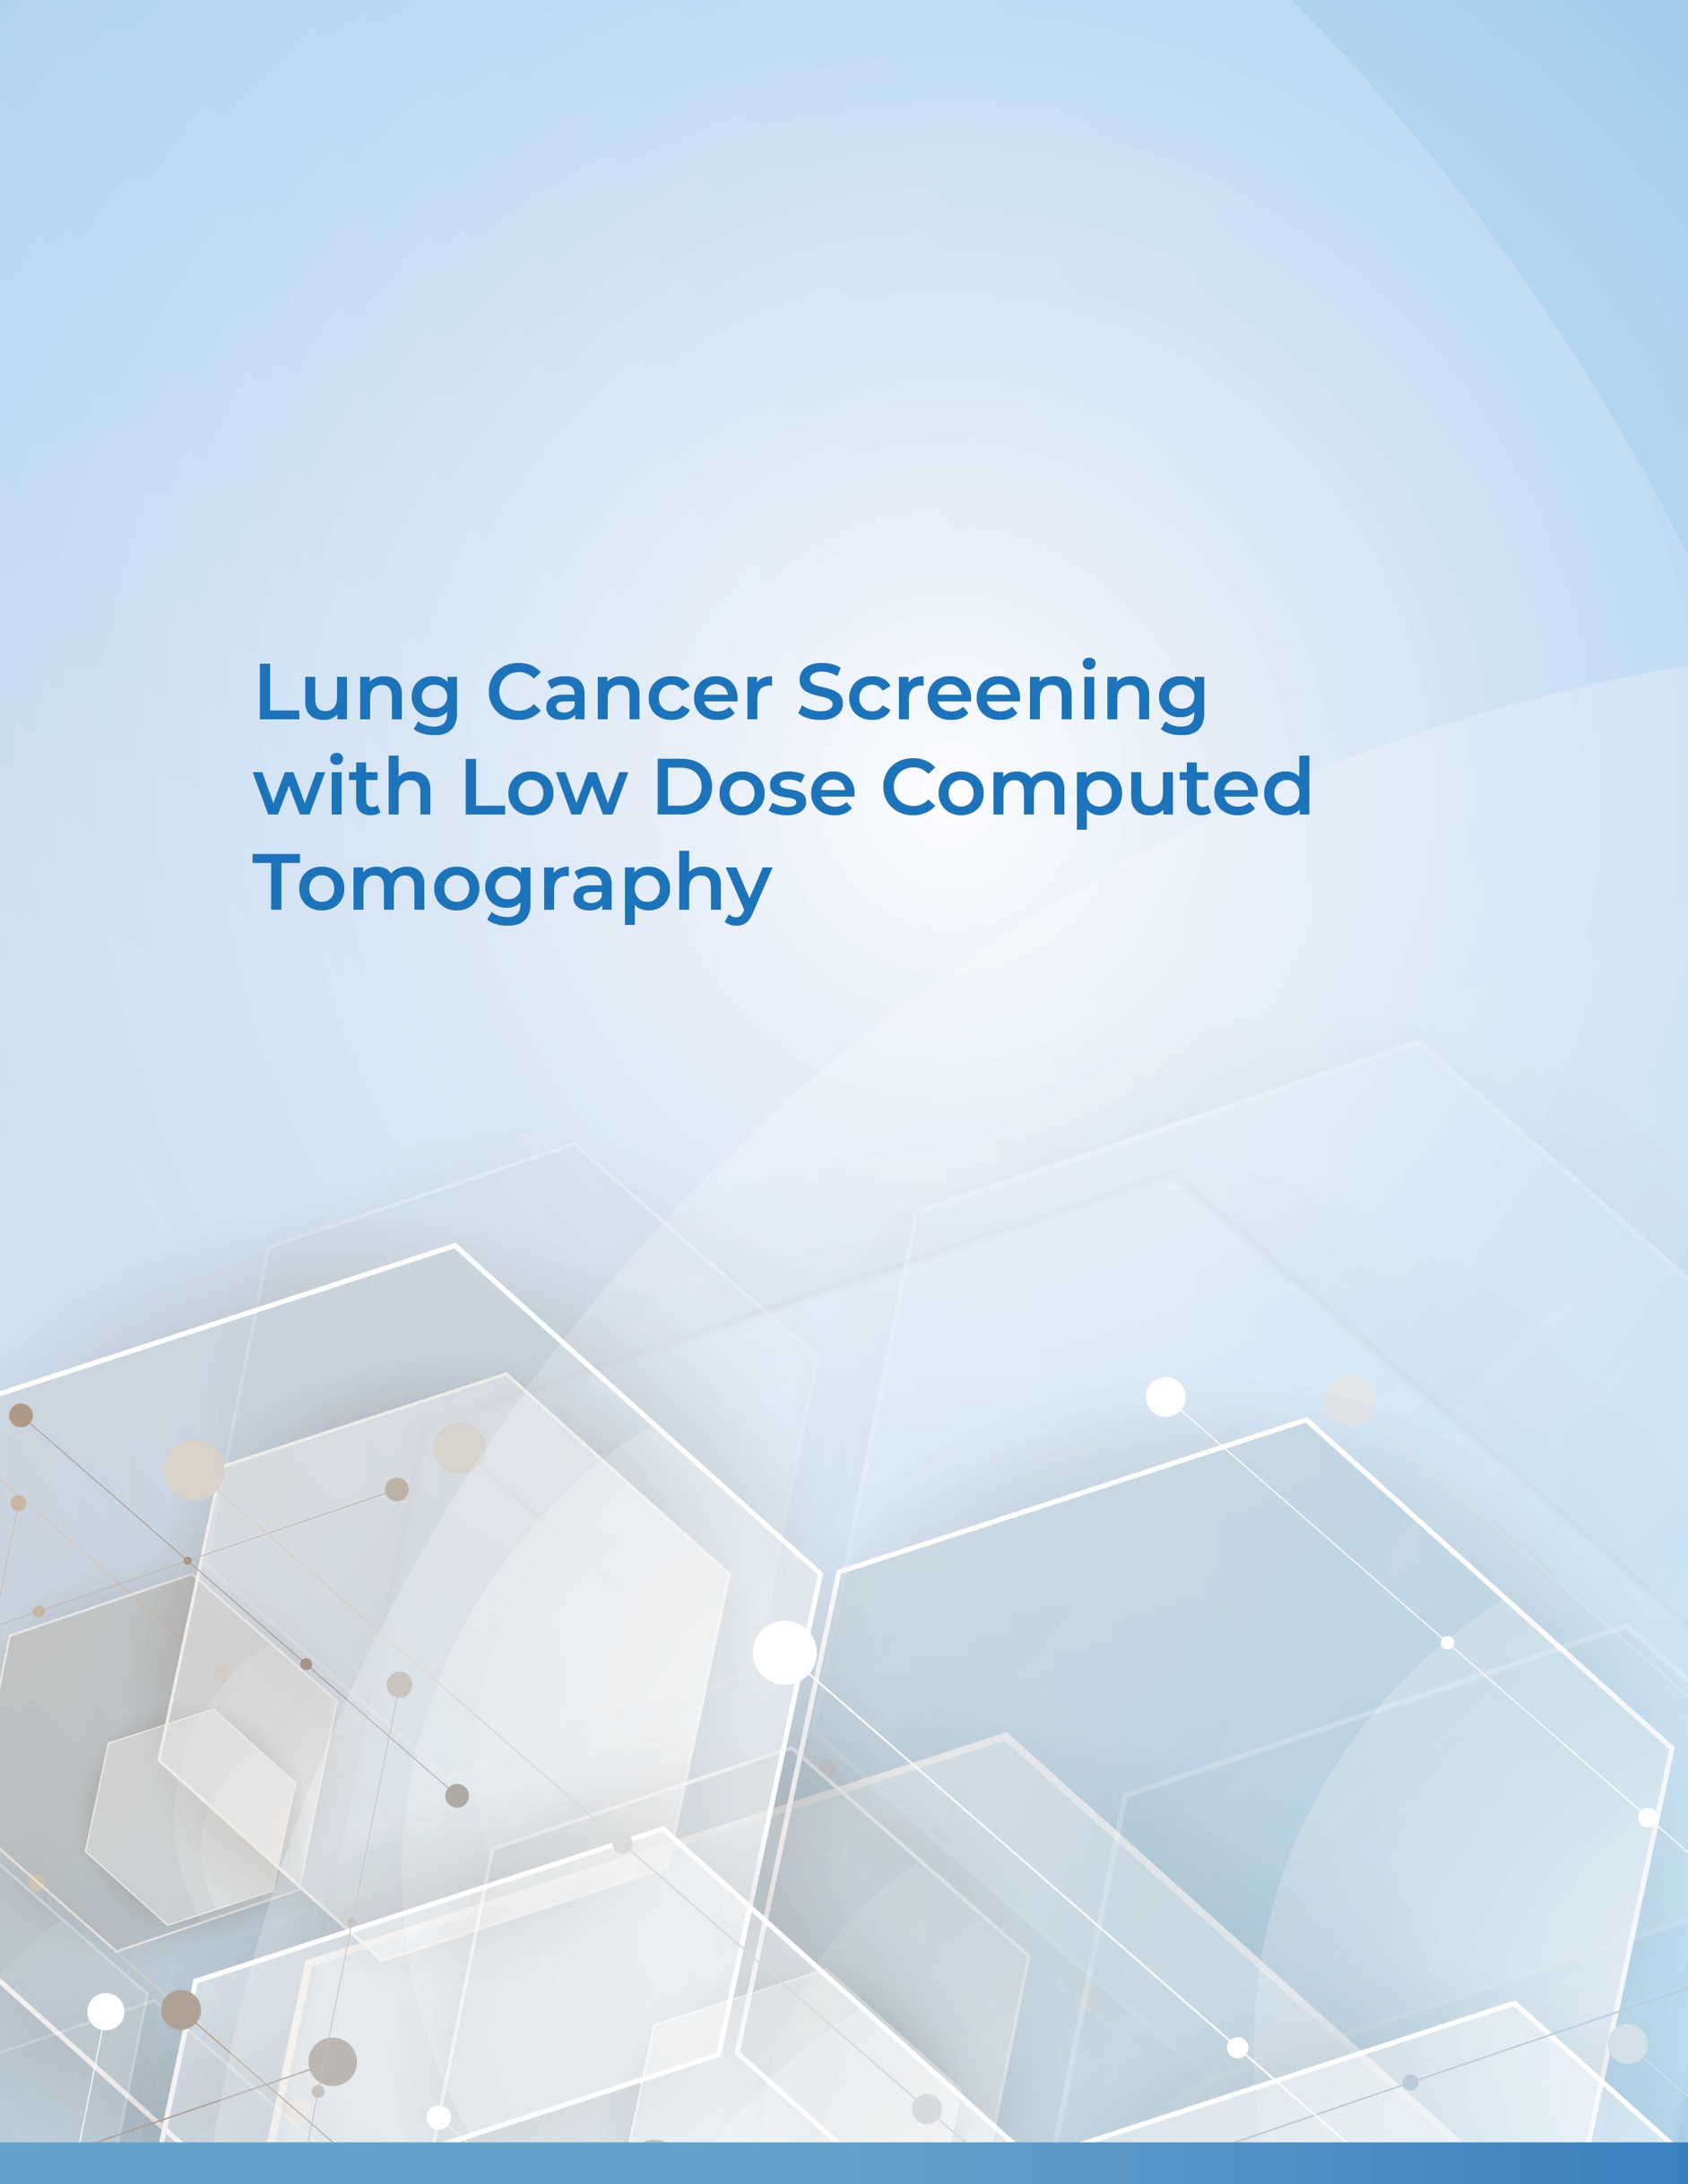 Lung Cancer Screening
with Low Dose Computed
Tomography